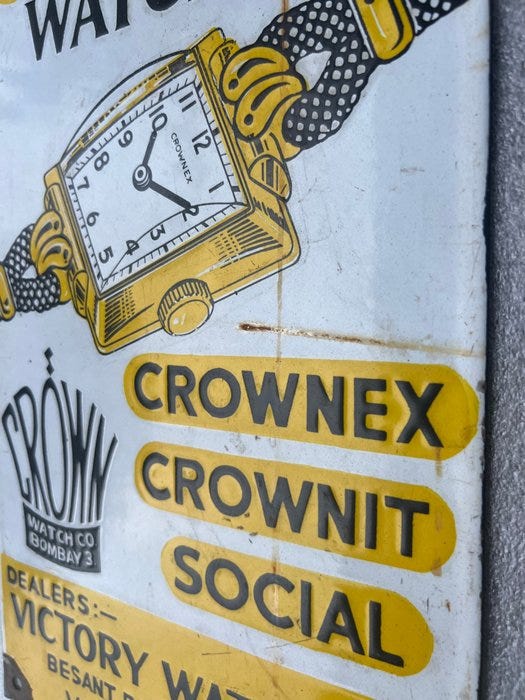 WATC
11
12
1
2
3
4
5
6
7
8
9
10
CROWNEX
CROWNEX
CROWNIT
SOCIAL
CROWN
WATCH CO
BOMBAY 3
DEALERS:-
VICTORY WAT
BESANT